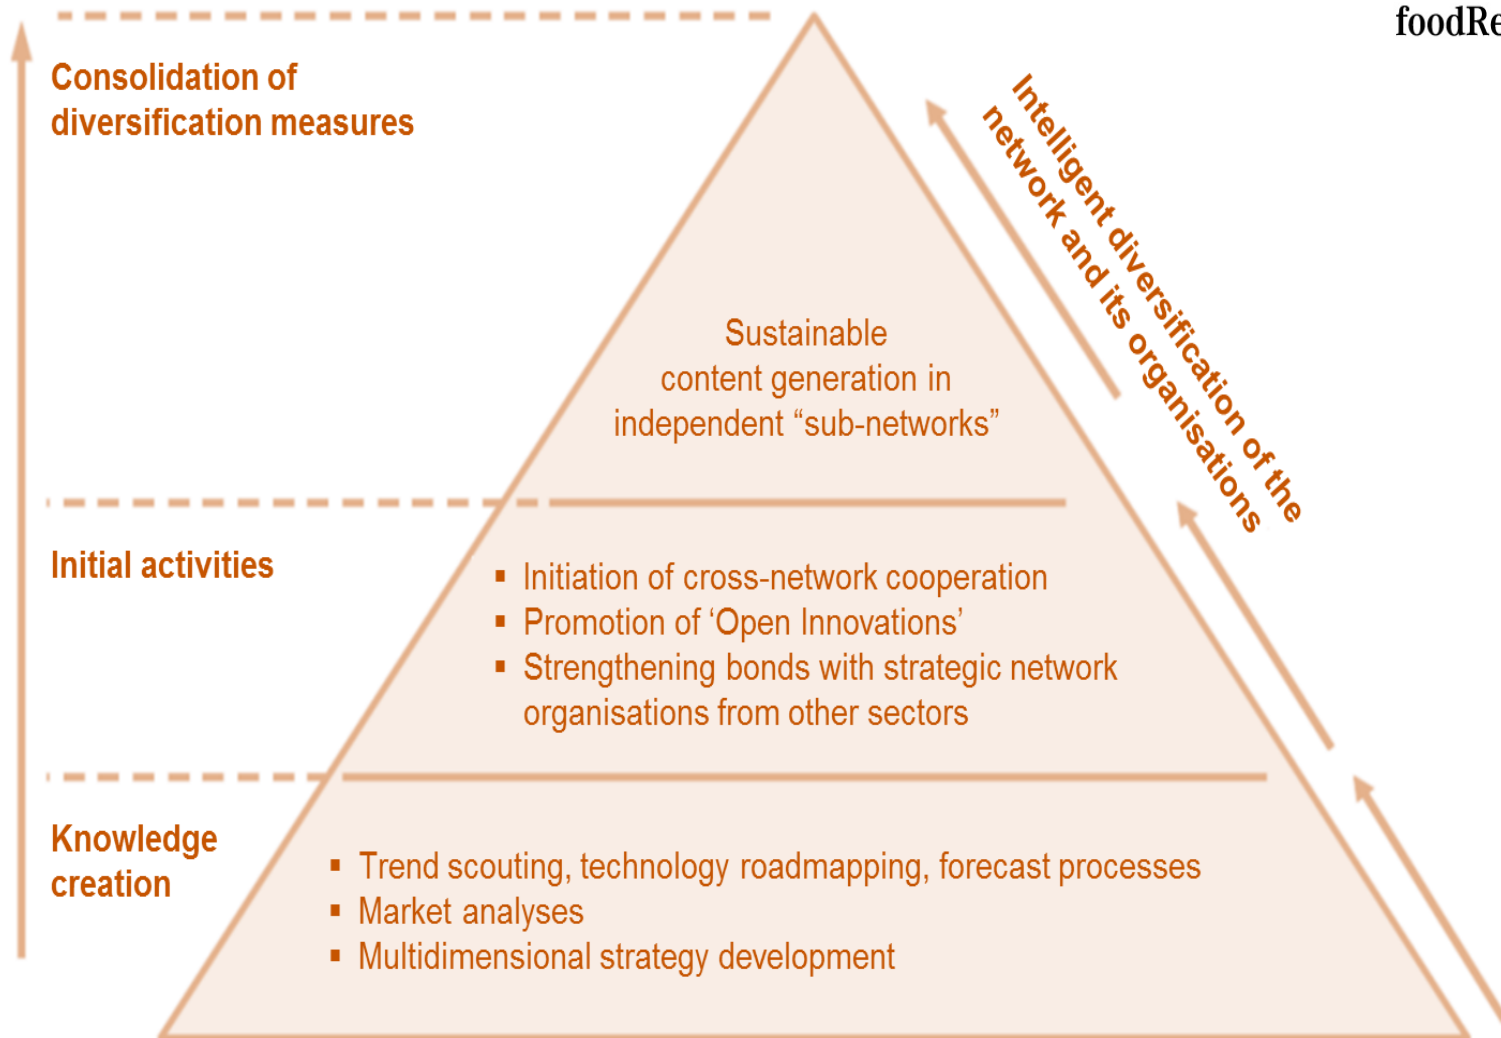 foodRe
Consolidation of
diversification measures
Intelligent diversification of the
network and its organisations
Sustainable
content generation in
independent “sub-networks”
Initial activities
▪ Initiation of cross-network cooperation
▪ Promotion of ‘Open Innovations’
▪ Strengthening bonds with strategic network
organisations from other sectors
Knowledge
creation
▪ Trend scouting, technology roadmapping, forecast processes
▪ Market analyses
▪ Multidimensional strategy development